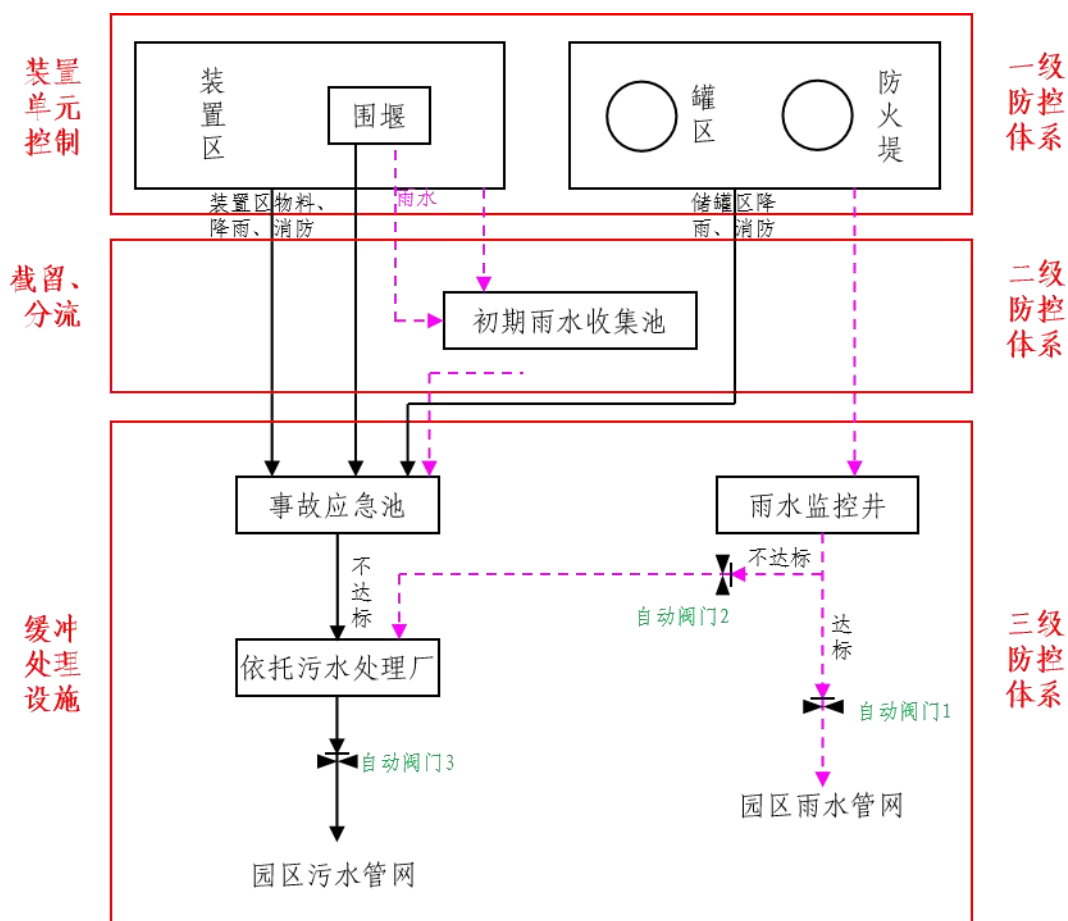 装置
单元
控制
装置区
围堰
罐区
防火堤
一级
防控
体系
装置区物料、
降雨、消防
雨水
储罐区降
雨、消防
截留、
分流
初期雨水收集池
二级
防控
体系
事故应急池
雨水监控井
不达标
不达标
自动阀门2
达标
缓冲
处理
设施
依托污水处理厂
三级
防控
体系
自动阀门1
自动阀门3
园区雨水管网
园区污水管网